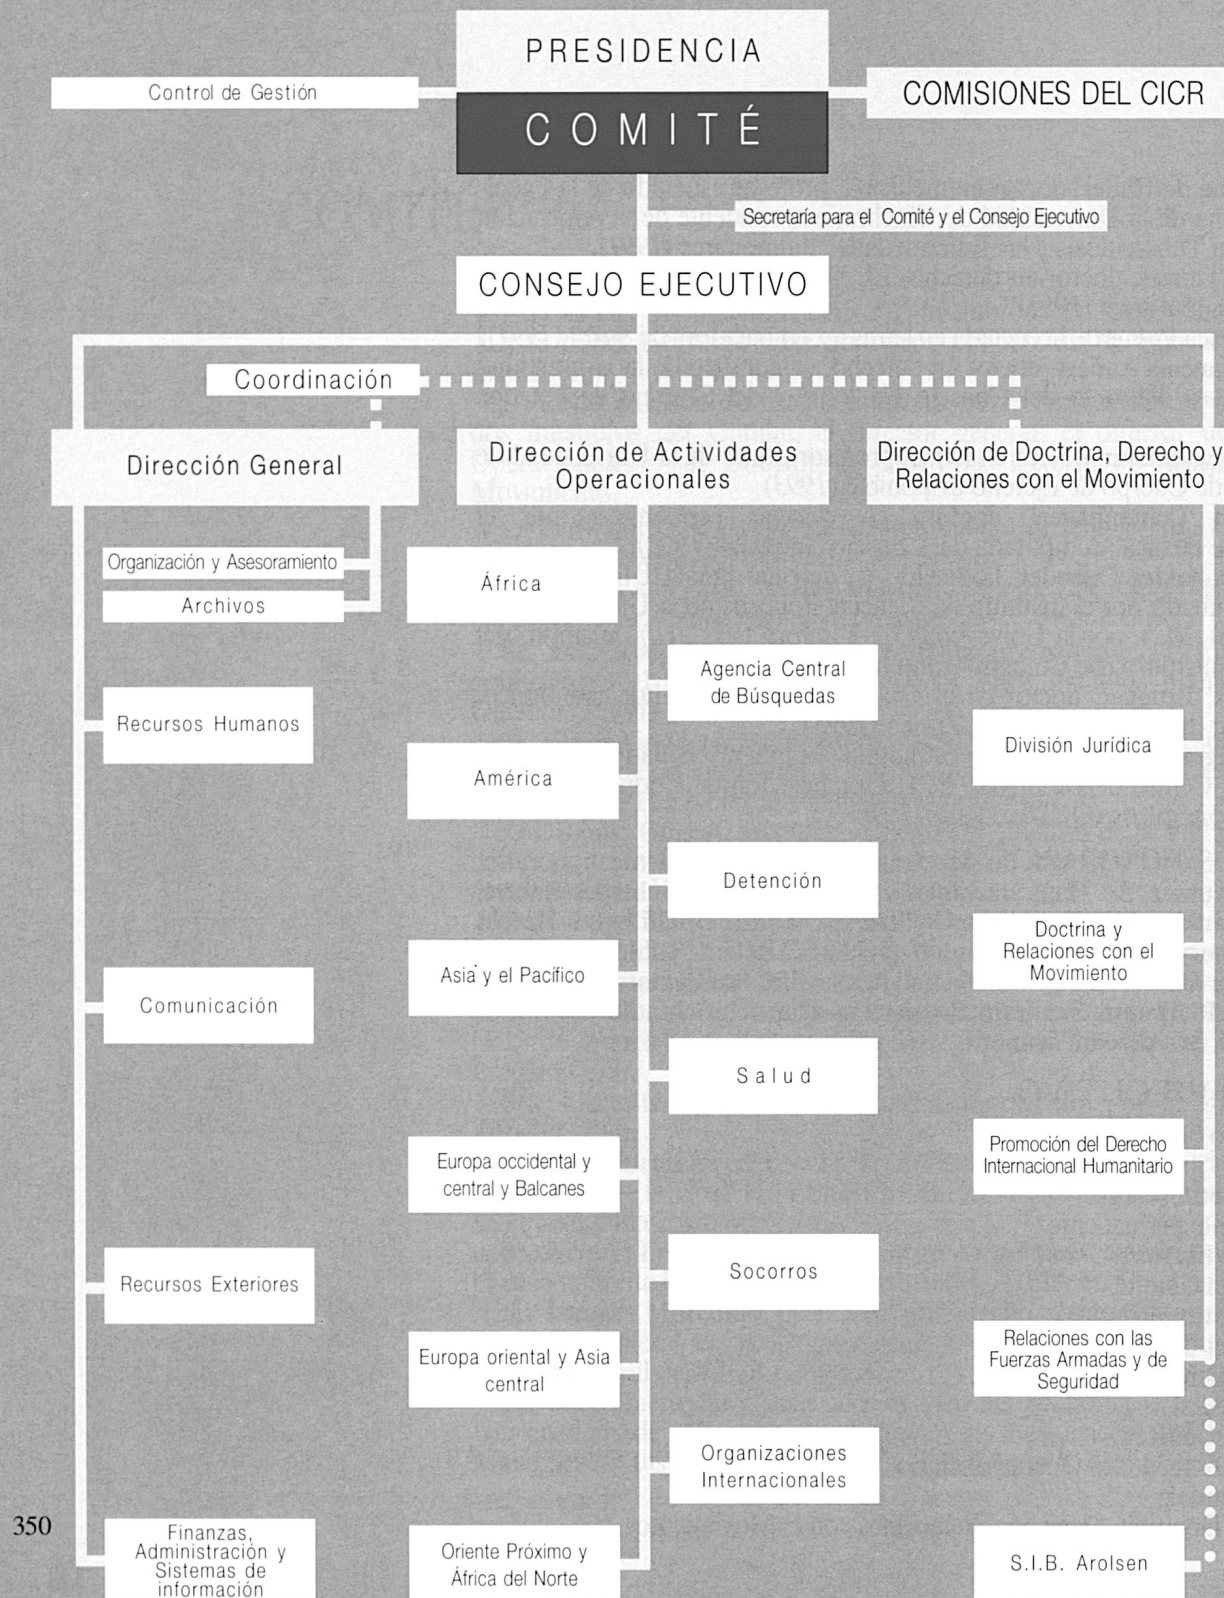 PRESIDENCIA
Control de Gestión
COMISIONES DEL CICR
COMITÉ
Secretaría para el Comité y el Consejo Ejecutivo
CONSEJO EJECUTIVO
Coordinación
Dirección General
Dirección de Actividades
Operacionales
Dirección de Doctrina, Derecho y
Relaciones con el Movimiento
Organización y Asesoramiento
Archivos
Recursos Humanos
Comunicación
Recursos Exteriores
Finanzas,
Administración y
Sistemas de
información
África
América
Asia y el Pacífico
Europa occidental y
central y Balcanes
Europa oriental y Asia
central
Oriente Próximo y
África del Norte
Agencia Central
de Búsquedas
Detención
Salud
Socorros
Organizaciones
Internacionales
División Jurídica
Doctrina y
Relaciones con el
Movimiento
Promoción del Derecho
Internacional Humanitario
Relaciones con las
Fuerzas Armadas y de
Seguridad
S.I.B. Arolsen
350